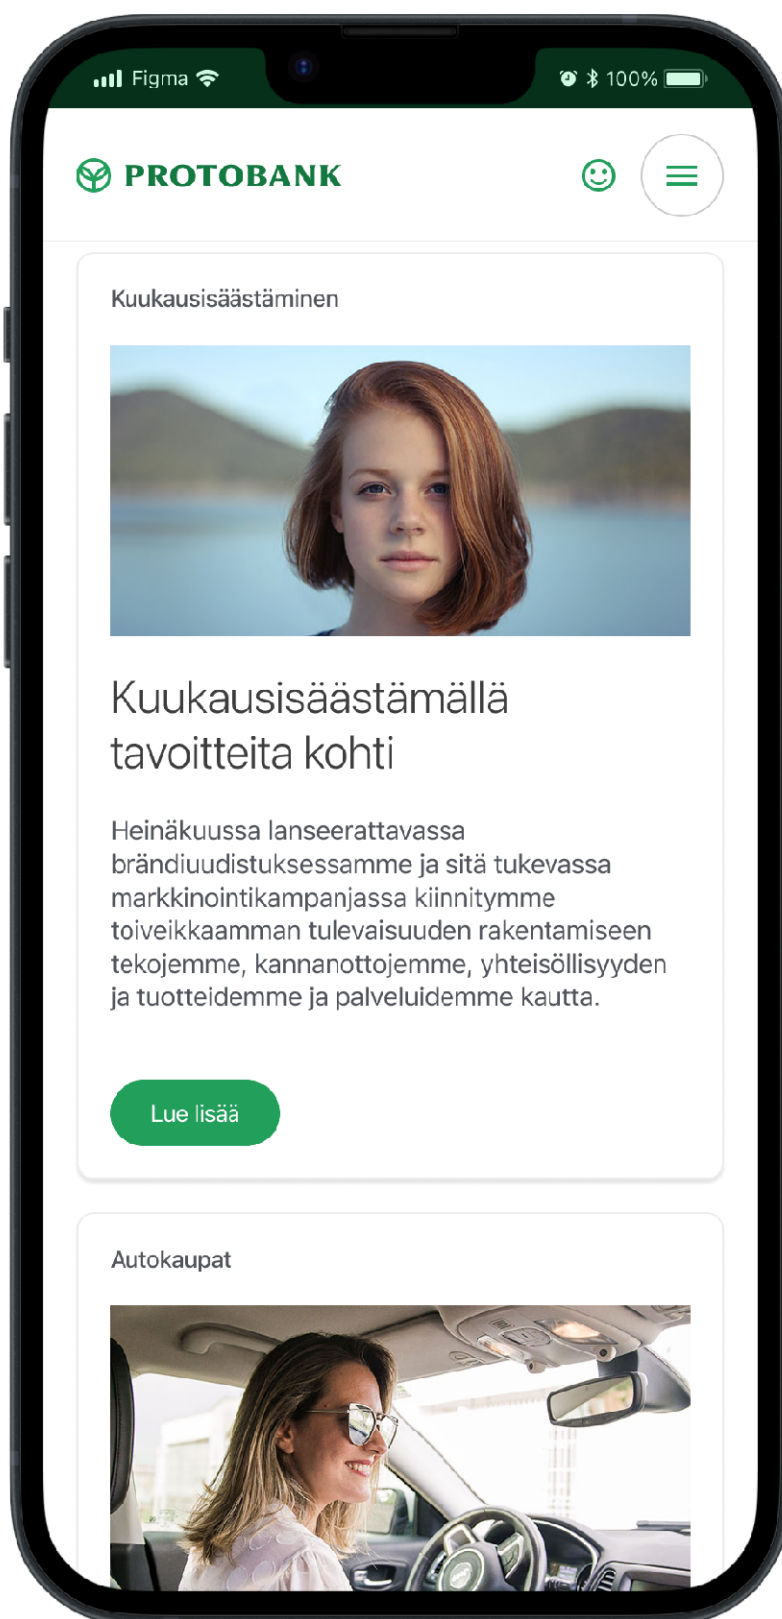 Figma
100%
PROTOBANK
Kuukausisäästäminen
Kuukausisäästämällä
tavoitteita kohti
Heinäkuussa lanseerattavassa
brändiuudistuksessamme ja sitä tukevassa
markkinointikampanjassa kiinnitymme
toiveikkaamman tulevaisuuden rakentamiseen
tekojemme, kannanottojemme, yhteisöllisyyden
ja tuotteidemme ja palveluidemme kautta.
Lue lisää
Autokaupat